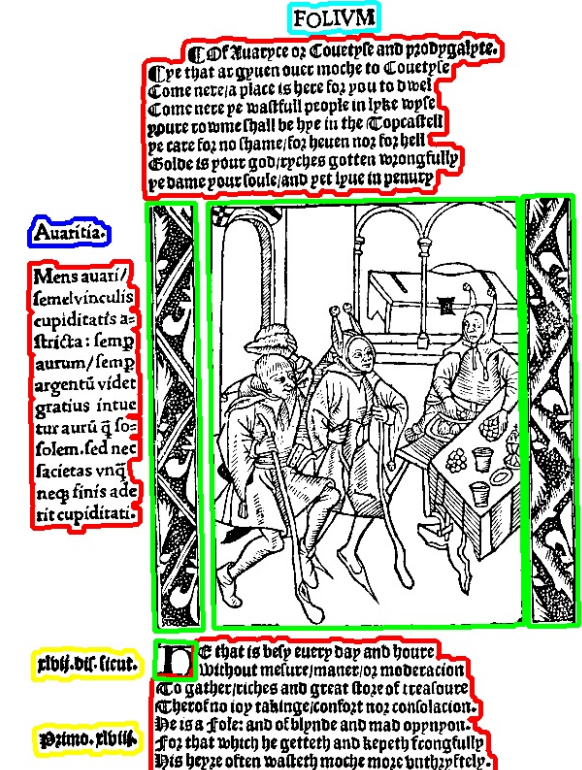 FOLIVM
¶Of Auaryce or Couetyse and prodygalyte.
¶ye that ar gyuen ouer moche to Couetyse
Come nere/a place is here for you to dwel
Come nere ye wastfull people in lyke wyse
youre rowme shall be hye in the Topcastell
ye care for no shame/for heuen nor for hell
Golde is your god/ryches gotten wrongfully
ye dame your soule/and yet lyue in penury
Auaritia.
Mens auari/
semel vinculis
cupiditatis a=
stricta: semp̱
aurum/semp̱
argentū videt
gratius intue
tur aurū q̄ so=
lem. sed nec
sacietas vnq̄
neqꝫ finis ade
rit cupiditati.
xlvij. dis. sicut.
HE that is besy euery day and houre
Without mesure/maner/or moderacion
To gather/riches and great store of treasoure
Therof no ioy takinge/confort nor consolacion.
He is a Fole: and of blynde and mad oppynyon.
Primo. xlviij.
For that which he getteth and kepeth scongfully
His heyre often wasteth moche more vnthryftely.